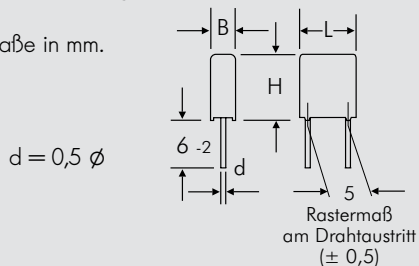 B
L
aße in mm.
H
6 -2
d = 0,5 ϕ
d
5
Rastermaß
am Drahtaustritt
(± 0,5)